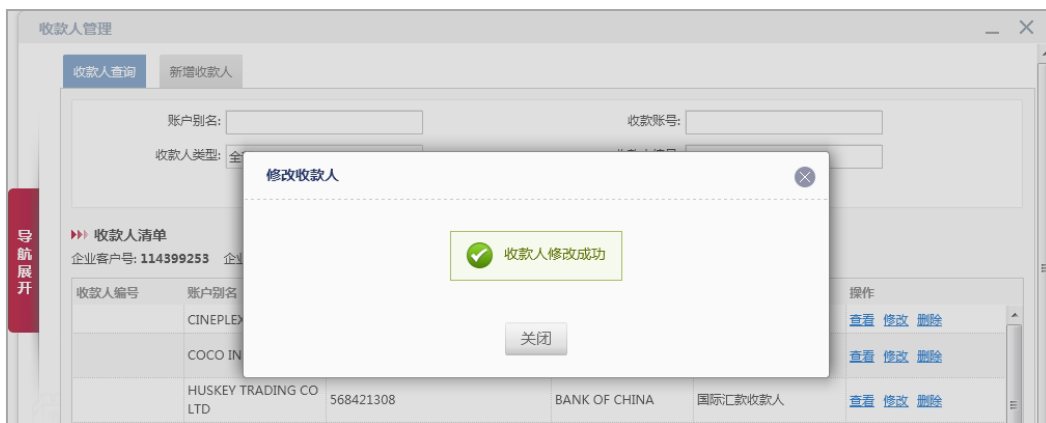 收款人管理
收款人查询 新增收款人
账户别名: 收款账号:
收款人类型:
修改收款人
收款人修改成功
关闭
导航展开
收款人清单
企业客户号: 114399253
收款人编号 账户别名 操作
CINEPLEX 查看 修改 删除
COCO IN 查看 修改 删除
HUSKEY TRADING CO LTD 568421308 BANK OF CHINA 国际汇款收款人 查看 修改 删除